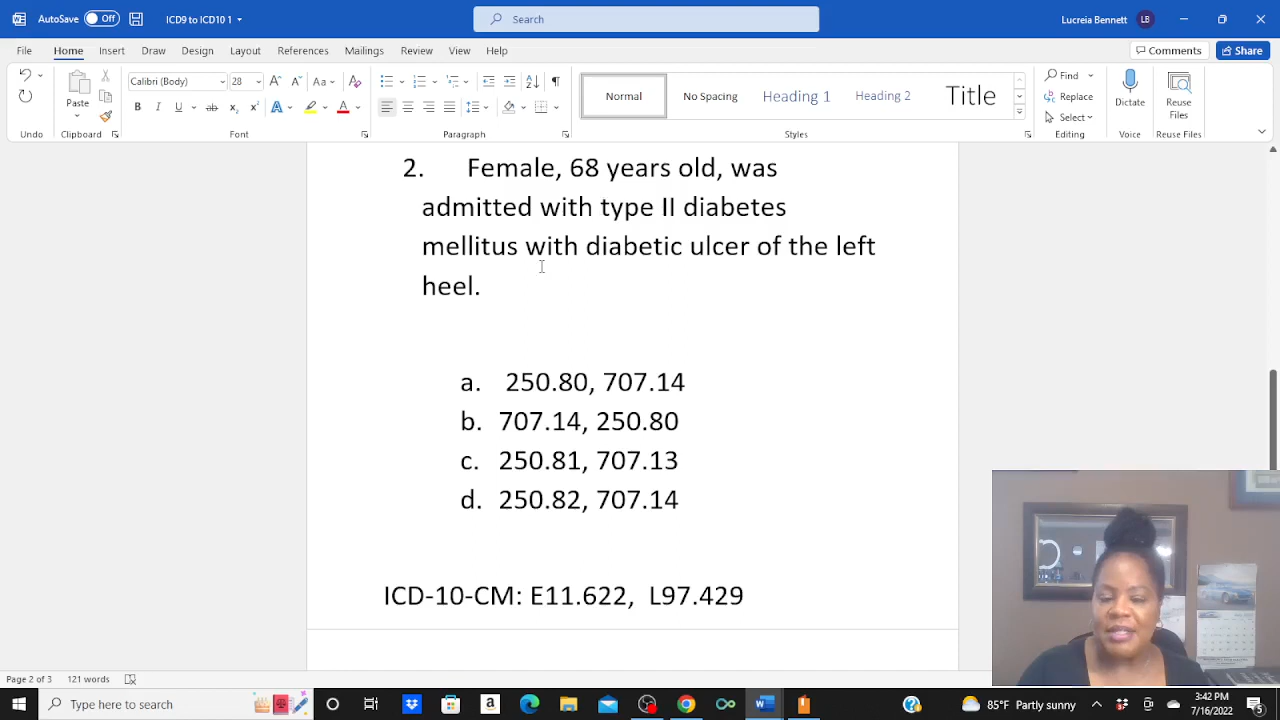 AutoSave Off ICD9 to ICD10 1 Search Lucreia Bennett LB
File Home Insert Draw Design Layout References Mailings Review View Help Comments Share
Calibri (Body) 28 Aa Normal No Spacing Heading 1 Heading 2 Title Find Replace Select
Paste Dictate Reuse Files
Undo Clipboard Font Paragraph Styles Editing Voice Reuse Files
2. Female, 68 years old, was
admitted with type II diabetes
mellitus with diabetic ulcer of the left
heel.
a. 250.80, 707.14
b. 707.14, 250.80
c. 250.81, 707.13
d. 250.82, 707.14
ICD-10-CM: E11.622, L97.429
Page 2 of 3 121 words
Type here to search 85°F Partly sunny 3:42 PM
7/16/2022